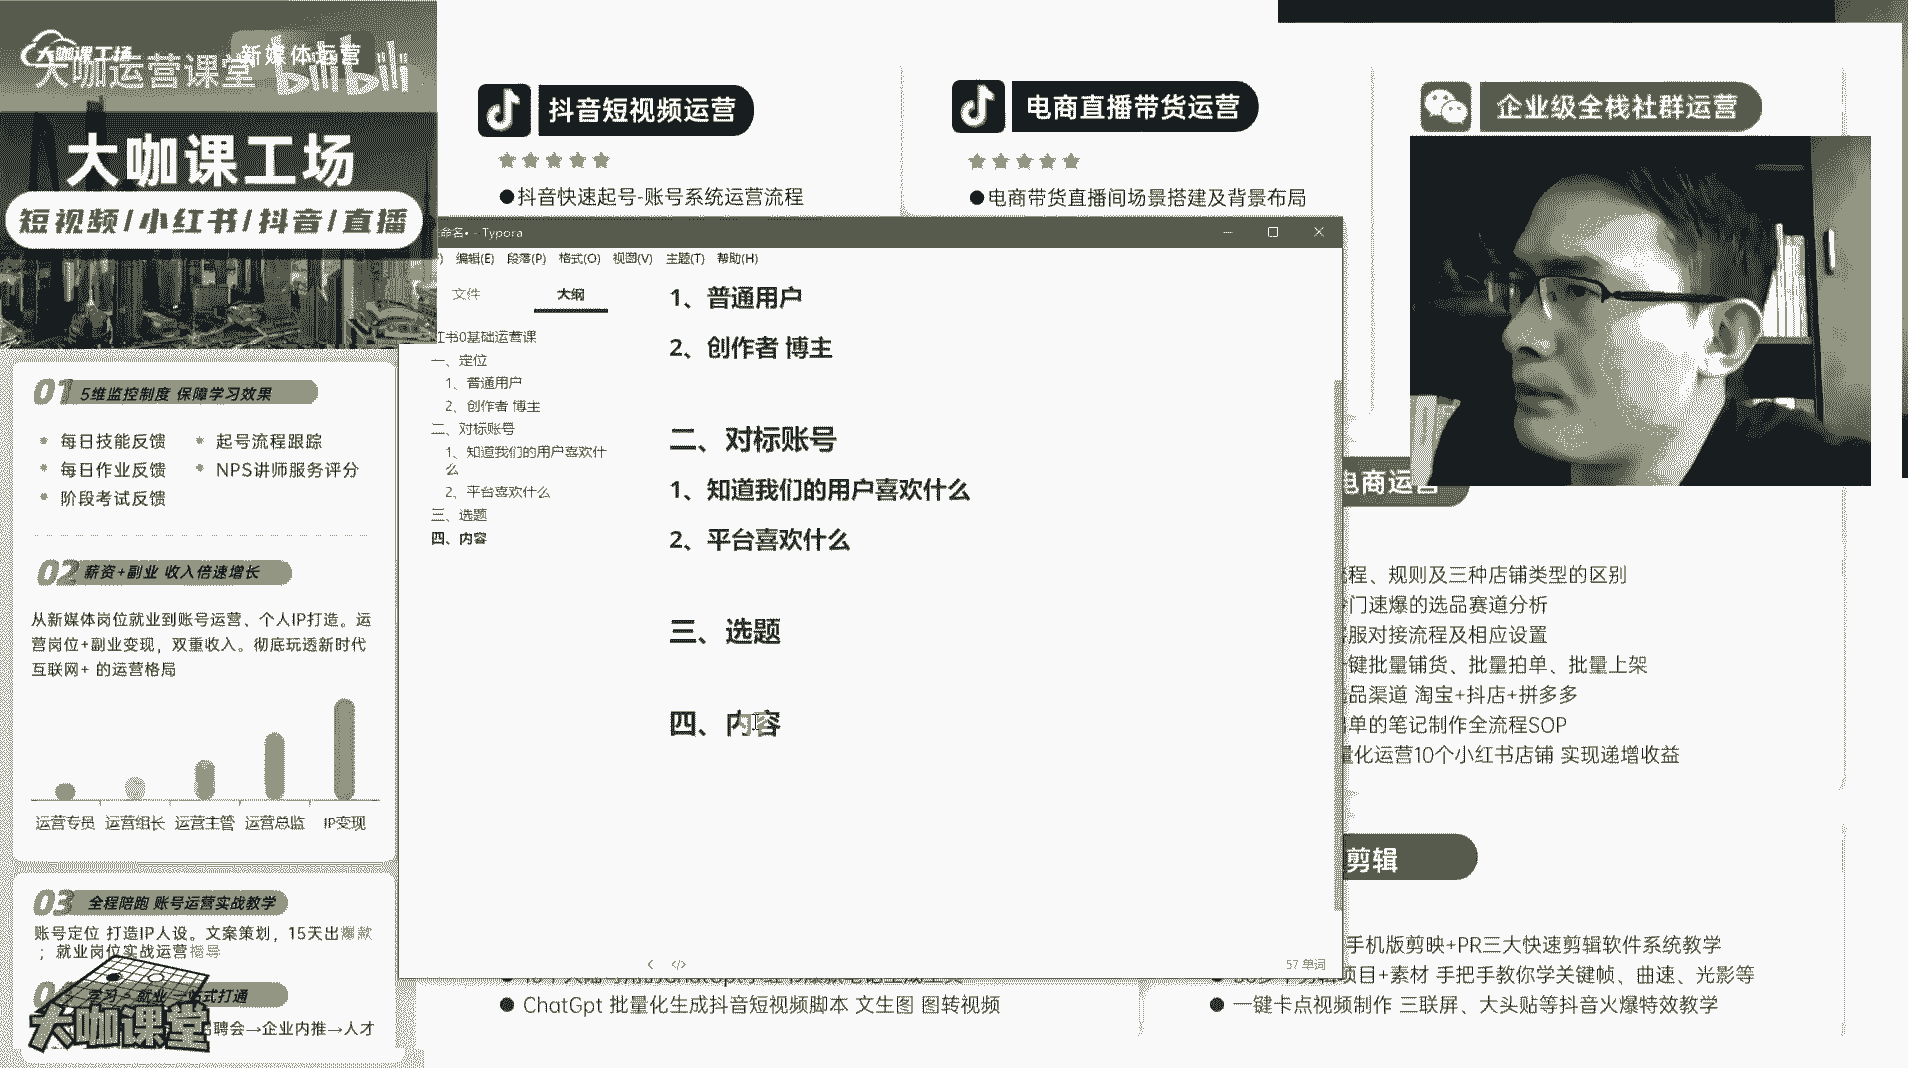 大咖课工场
新媒体运营
大咖运营课堂
bilibili
大咖课工场
短视频/小红书/抖音/直播
01 5维监控制度 保障学习效果
每日技能反馈
起号流程跟踪
每日作业反馈
NPS讲师服务评分
阶段考试反馈
02 薪资+副业 收入倍速增长
从新媒体岗位就业到账号运营、个人IP打造。运
营岗位+副业变现，双重收入。彻底玩透新时代
互联网+ 的运营格局
运营专员 运营组长 运营主管 运营总监 IP变现
03 全程陪跑 账号运营实战教学
账号定位 打造IP人设。文案策划，15天出爆款
；就业岗位实战运营指导
一站式打通
聘会→企业内推→人才
大咖课堂
抖音短视频运营
●抖音快速起号-账号系统运营流程
电商直播带货运营
●电商带货直播间场景搭建及背景布局
企业级全栈社群运营
命名• - Typora
编辑(E) 段落(P) 格式(O) 视图(V) 主题(T) 帮助(H)
文件 大纲
书0基础运营课
一、定位
1、普通用户
2、创作者 博主
二、对标账号
1、知道我们的用户喜欢什
么
2、平台喜欢什么
三、选题
四、内容
1、普通用户
2、创作者 博主
二、对标账号
1、知道我们的用户喜欢什么
2、平台喜欢什么
三、选题
四、内容
57 单词
电商运营
程、规则及三种店铺类型的区别
门速爆的选品赛道分析
服对接流程及相应设置
键批量铺货、批量拍单、批量上架
品渠道 淘宝+抖店+拼多多
单的笔记制作全流程SOP
量化运营10个小红书店铺 实现递增收益
剪辑
手机版剪映+PR三大快速剪辑软件系统教学
项目+素材 手把手教你学关键帧、曲速、光影等
● 一键卡点视频制作 三联屏、大头贴等抖音火爆特效教学
● ChatGpt 批量化生成抖音短视频脚本 文生图 图转视频